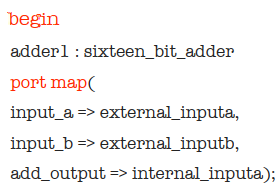 begin
adder1 : sixteen_bit_adder
port map(
input_a => external_inputa,
input_b => external_inputb,
add_output => internal_inputa);